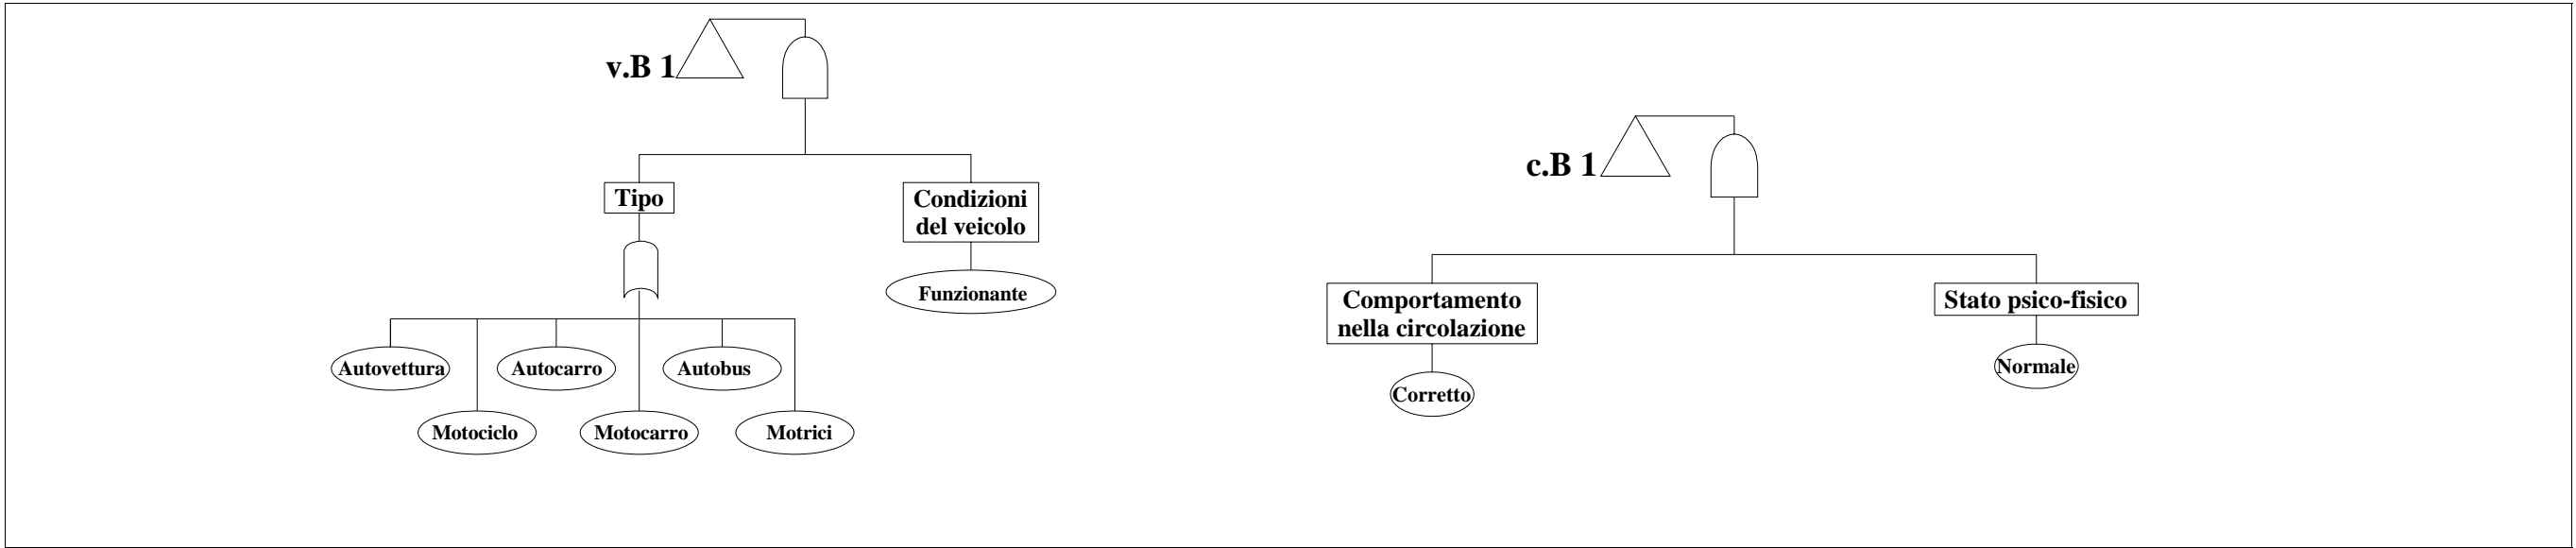 v.B 1
Tipo
Condizioni
del veicolo
Funzionante
Autovettura
Autocarro
Autobus
Motociclo
Motocarro
Motrici
c.B 1
Comportamento
nella circolazione
Stato psico-fisico
Corretto
Normale